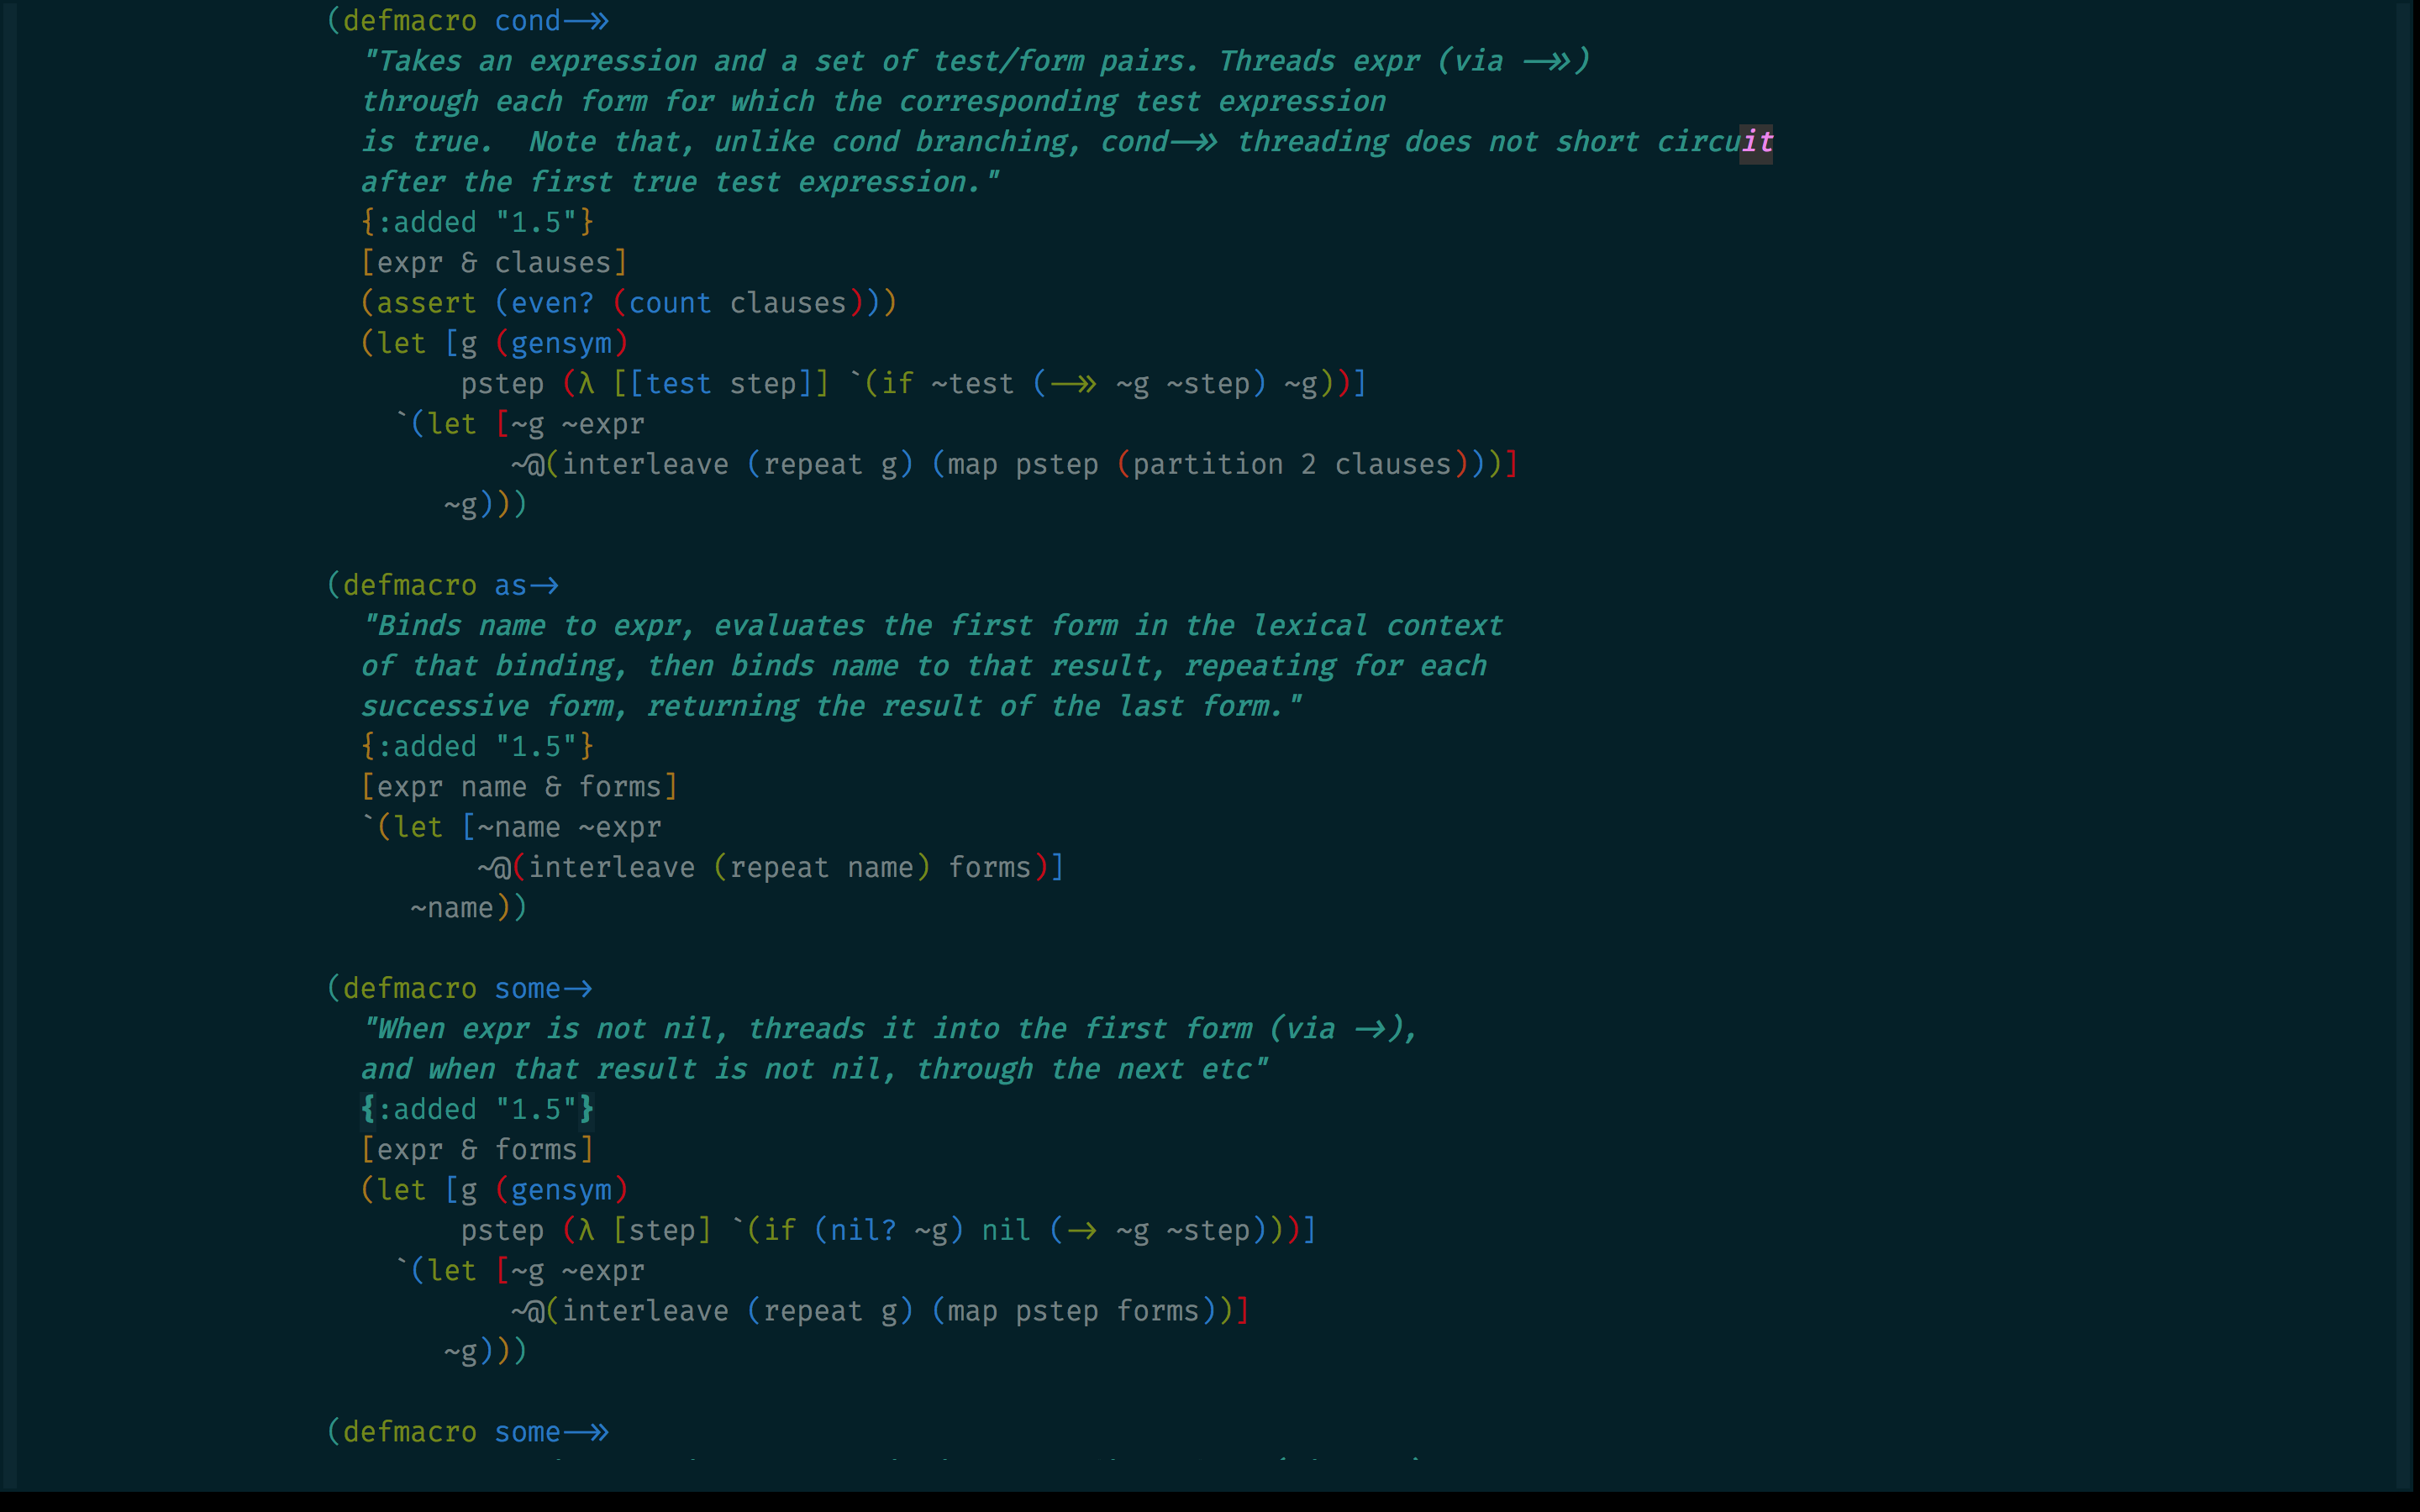 (defmacro cond->>
  "Takes an expression and a set of test/form pairs. Threads expr (via ->>)
  through each form for which the corresponding test expression
  is true.  Note that, unlike cond branching, cond->> threading does not short circuit
  after the first true test expression."
  {:added "1.5"}
  [expr & clauses]
  (assert (even? (count clauses)))
  (let [g (gensym)
        pstep (λ [[test step]] `(if ~test (->> ~g ~step) ~g))]
    `(let [~g ~expr
           ~@(interleave (repeat g) (map pstep (partition 2 clauses)))]
       ~g)))

(defmacro as->
  "Binds name to expr, evaluates the first form in the lexical context
  of that binding, then binds name to that result, repeating for each
  successive form, returning the result of the last form."
  {:added "1.5"}
  [expr name & forms]
  `(let [~name ~expr
         ~@(interleave (repeat name) forms)]
     ~name))

(defmacro some->
  "When expr is not nil, threads it into the first form (via ->),
  and when that result is not nil, through the next etc"
  {:added "1.5"}
  [expr & forms]
  (let [g (gensym)
        pstep (λ [step] `(if (nil? ~g) nil (-> ~g ~step)))]
    `(let [~g ~expr
           ~@(interleave (repeat g) (map pstep forms))]
       ~g)))

(defmacro some->>